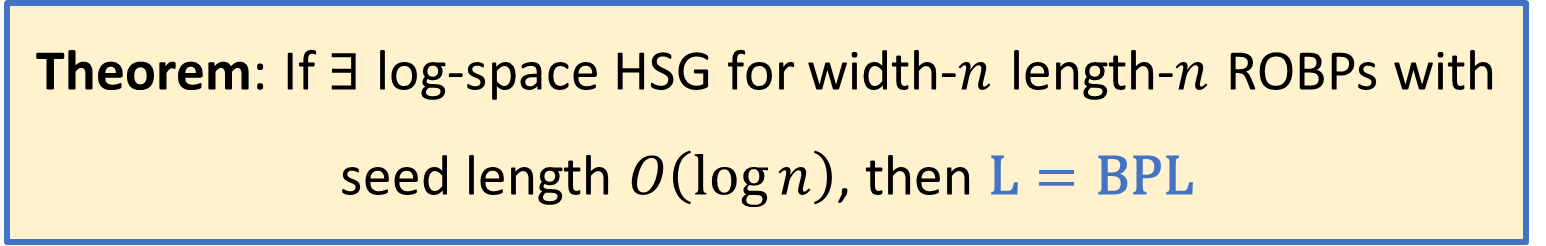 Theorem: If ∃ log-space HSG for width-n length-n ROBPs with
seed length O(log n), then L = BPL